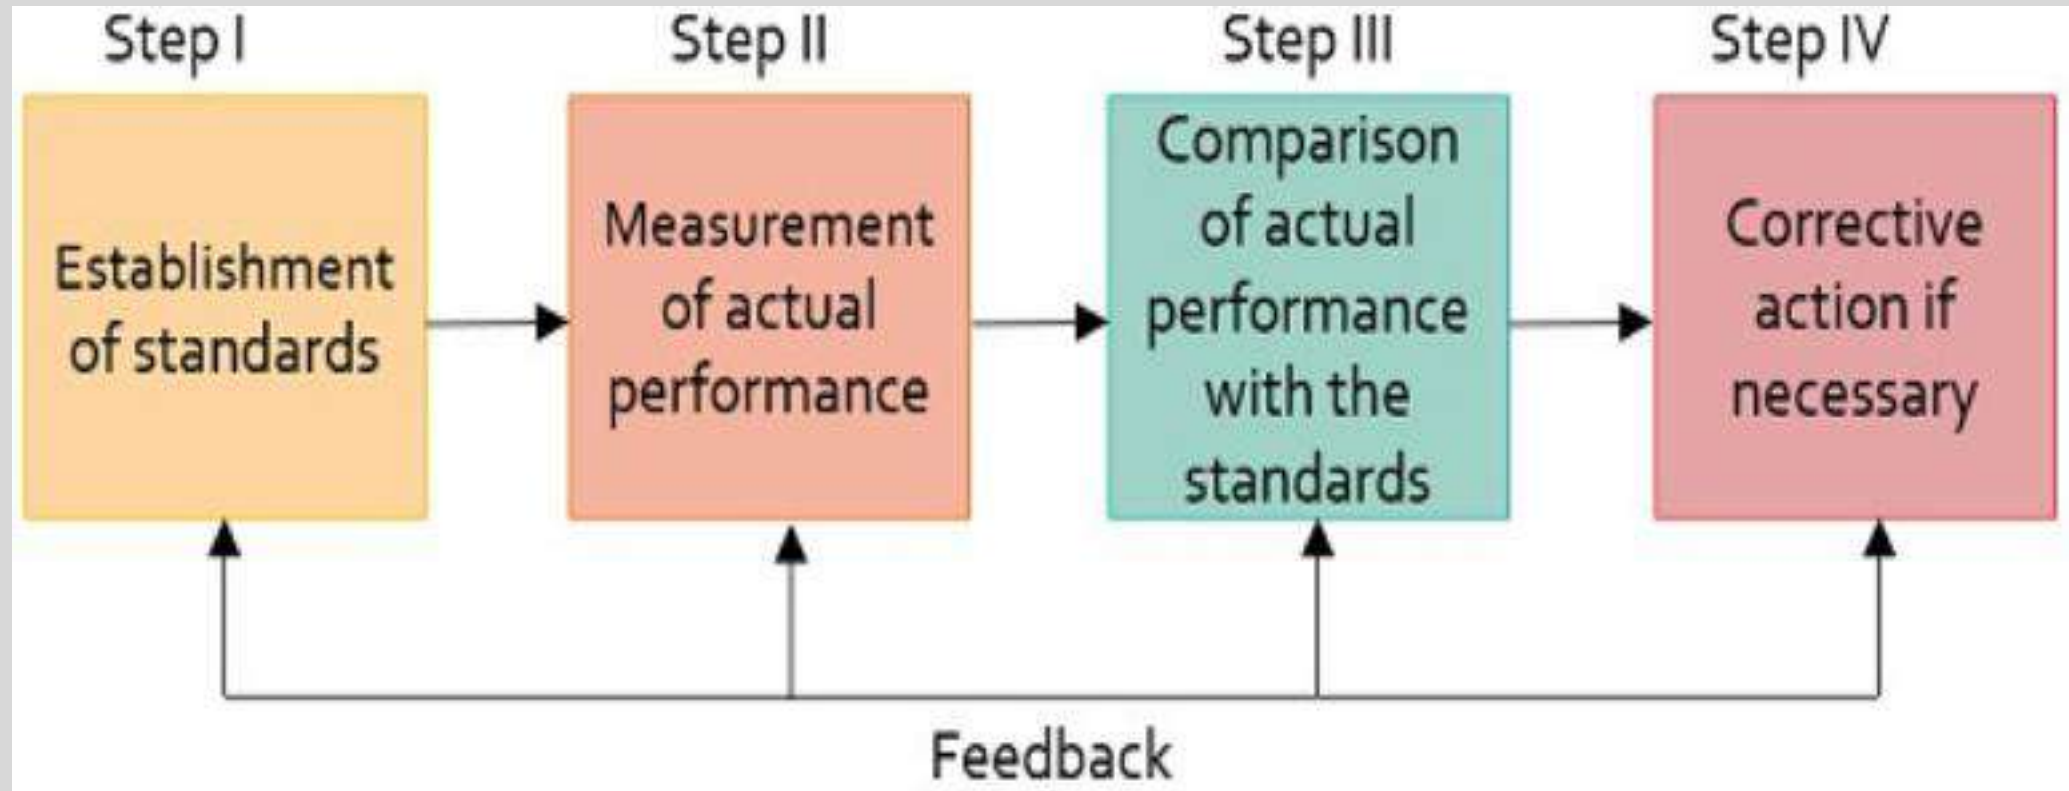 Step I
Step II
Step III
Step IV
Establishment
of standards
Measurement
of actual
performance
Comparison
of actual
performance
with the
standards
Corrective
action if
necessary
Feedback